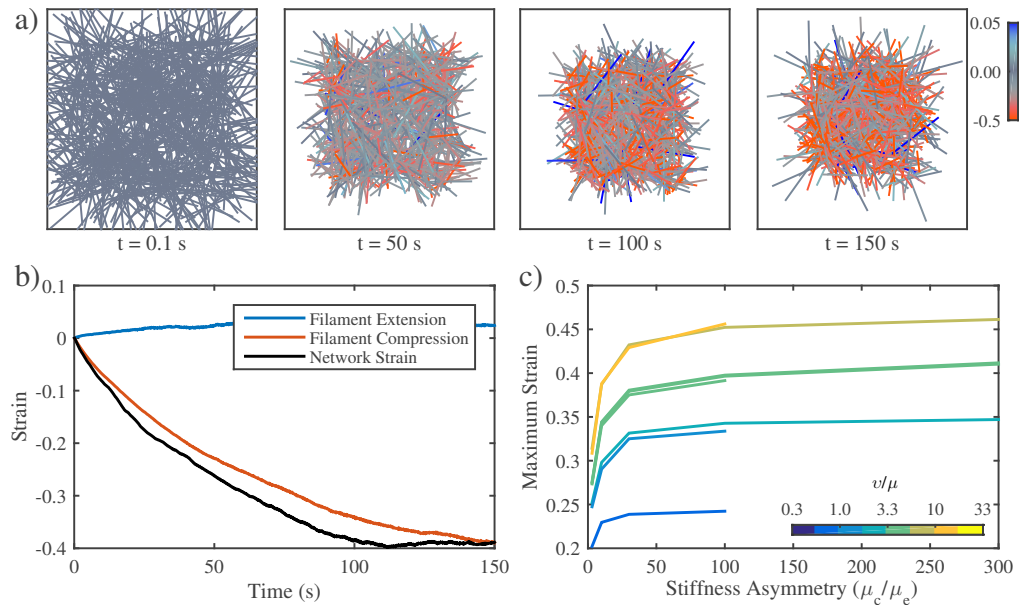 a)
0.05
0.00
-0.5
t = 0.1 s
t = 50 s
t = 100 s
t = 150 s
b)
0.1
0
-0.1
-0.2
-0.3
-0.4
Strain
Filament Extension
Filament Compression
Network Strain
0
50
100
150
Time (s)
c)
0.5
0.45
0.4
0.35
0.3
0.25
0.2
Maximum Strain
υ/μ
0.3
1.0
3.3
10
33
0
50
100
150
200
250
300
Stiffness Asymmetry (μc/μe)